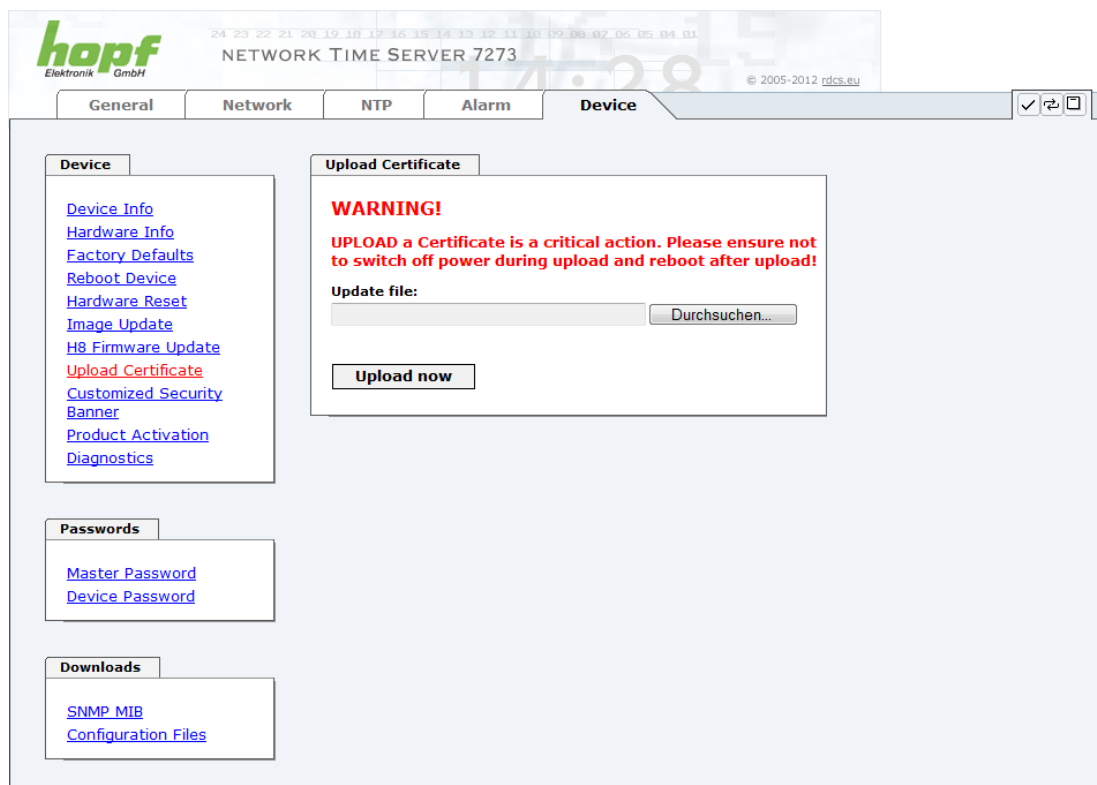 hopf
Elektronik GmbH
24 23 22 21 20 19 18 17 16 15 14 13 12 11 10 09 08 07 06 05 04 01
NETWORK TIME SERVER 7273
14:28
© 2005-2012 rdcs.eu
General Network NTP Alarm Device
Device
Device Info
Hardware Info
Factory Defaults
Reboot Device
Hardware Reset
Image Update
H8 Firmware Update
Upload Certificate
Customized Security
Banner
Product Activation
Diagnostics
Passwords
Master Password
Device Password
Downloads
SNMP MIB
Configuration Files
Upload Certificate
WARNING!
UPLOAD a Certificate is a critical action. Please ensure not
to switch off power during upload and reboot after upload!
Update file:
Durchsuchen...
Upload now